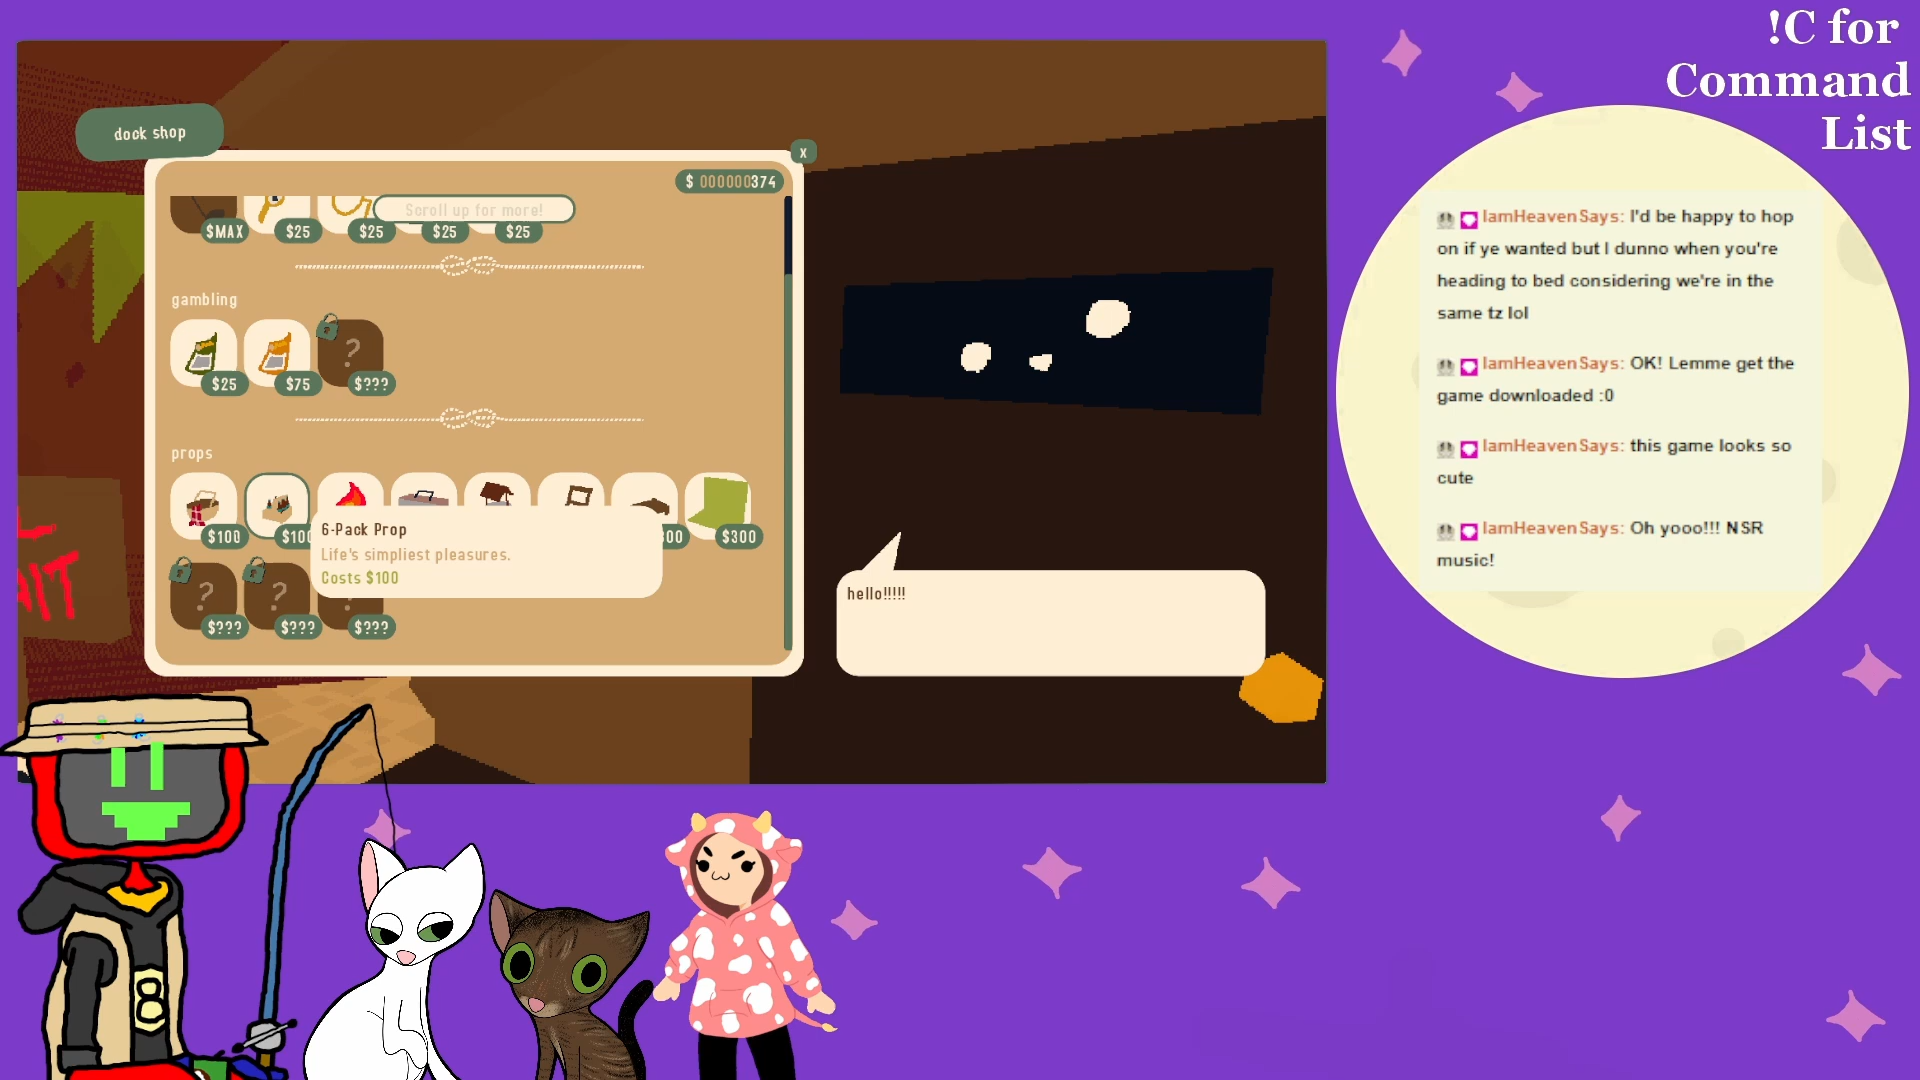 !C for
Command
List
dock shop
x
$ 000000374
Scroll up for more!
$MAX
$25
$25
$25
$25
gambling
$25
$75
?
$???
props
$100
$100
$300
6-Pack Prop
Life's simpliest pleasures.
Costs $100
?
$???
?
$???
?
$???
hello!!!!!
8
IamHeavenSays: I'd be happy to hop
on if ye wanted but I dunno when you're
heading to bed considering we're in the
same tz lol
IamHeavenSays: OK! Lemme get the
game downloaded :0
IamHeavenSays: this game looks so
cute
IamHeavenSays: Oh yooo!!! NSR
music!